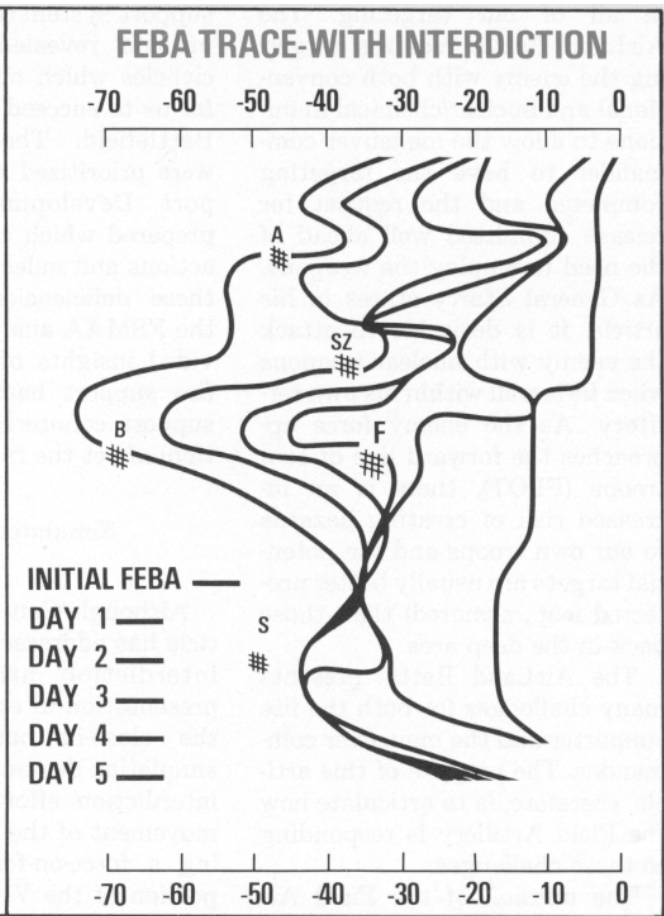 FEBA TRACE-WITH INTERDICTION
-70 -60 -50 -40 -30 -20 -10 0
A
SZ
B
F
INITIAL FEBA
DAY 1
S
DAY 2
DAY 3
DAY 4
DAY 5
-70 -60 -50 -40 -30 -20 -10 0